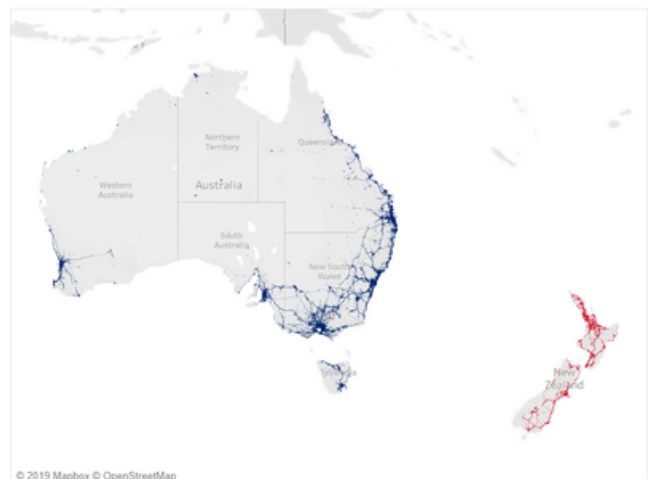 Northern
Territory
Queensland
Western
Australia
Australia
South
Australia
New South
Wales
New
Zealand
© 2019 Mapbox © OpenStreetMap